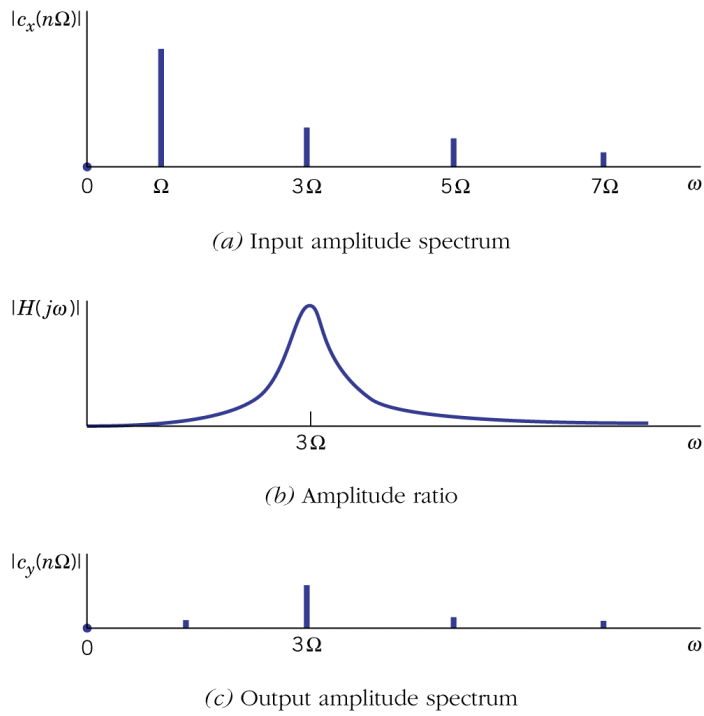 |cₓ(nΩ)|
0 Ω 3Ω 5Ω 7Ω ω
(a) Input amplitude spectrum
|H(jω)|
3Ω ω
(b) Amplitude ratio
|c_y(nΩ)|
0 3Ω ω
(c) Output amplitude spectrum